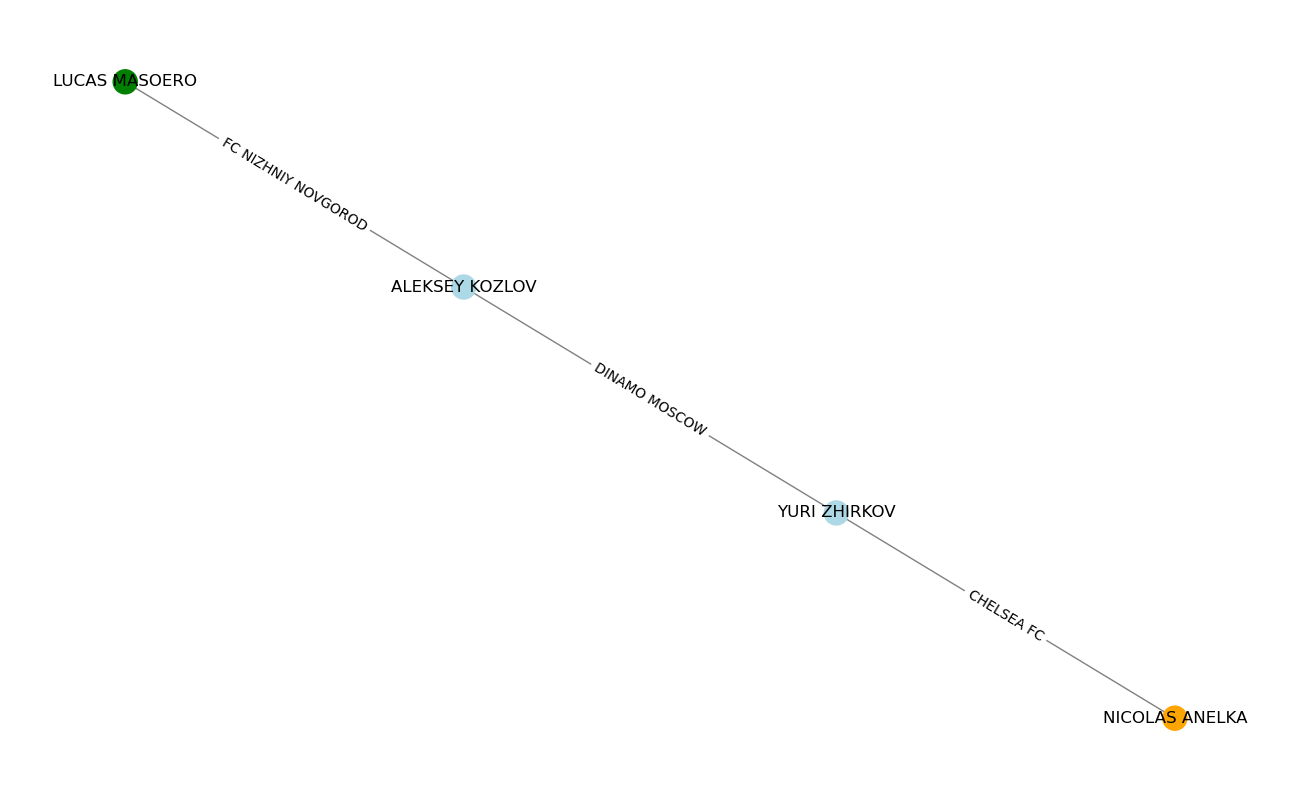 LUCAS MASOERO
FC NIZHNIY NOVGOROD
ALEKSEY KOZLOV
DINAMO MOSCOW
YURI ZHIRKOV
CHELSEA FC
NICOLAS ANELKA